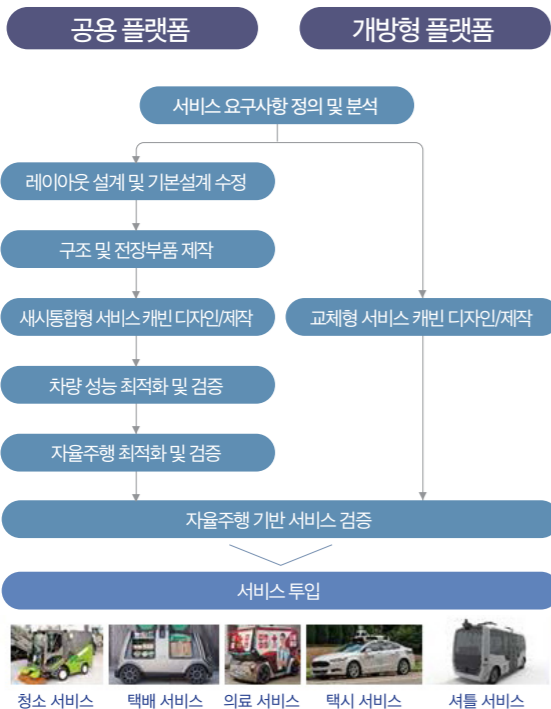 공용 플랫폼
개방형 플랫폼
서비스 요구사항 정의 및 분석
레이아웃 설계 및 기본설계 수정
구조 및 전장부품 제작
섀시통합형 서비스 캐빈 디자인/제작
교체형 서비스 캐빈 디자인/제작
차량 성능 최적화 및 검증
자율주행 최적화 및 검증
자율주행 기반 서비스 검증
서비스 투입
청소 서비스
택배 서비스
의료 서비스
택시 서비스
셔틀 서비스